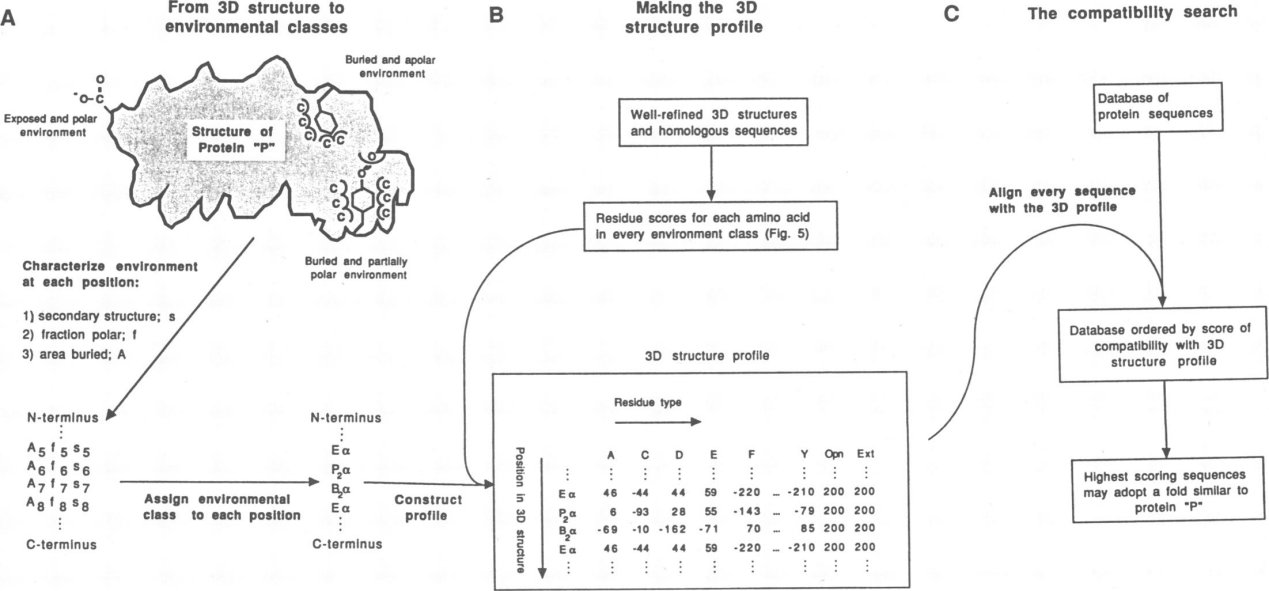 A
From 3D structure to
environmental classes
Buried and apolar
environment
O
-O-C
Exposed and polar
environment
Structure of
Protein "P"
C C C C C
O
O
C C C C C C
Buried and partially
polar environment
Characterize environment
at each position:
1) secondary structure; s
2) fraction polar; f
3) area buried; A
N-terminus
A5 f5 s5
A6 f6 s6
A7 f7 s7
A8 f8 s8
C-terminus
Assign environmental
class to each position
N-terminus
E α
P2α
B2α
E α
C-terminus
Construct
profile
B
Making the 3D
structure profile
Well-refined 3D structures
and homologous sequences
Residue scores for each amino acid
in every environment class (Fig. 5)
3D structure profile
Residue type
Position in 3D structure
A C D E F Y Opn Ext
E α 46 -44 44 59 -220 ... -210 200 200
P2α 6 -93 28 55 -143 ... -79 200 200
B2α -69 -10 -162 -71 70 ... 85 200 200
E α 46 -44 44 59 -220 ... -210 200 200
C
The compatibility search
Database of
protein sequences
Align every sequence
with the 3D profile
Database ordered by score of
compatibility with 3D
structure profile
Highest scoring sequences
may adopt a fold similar to
protein "P"